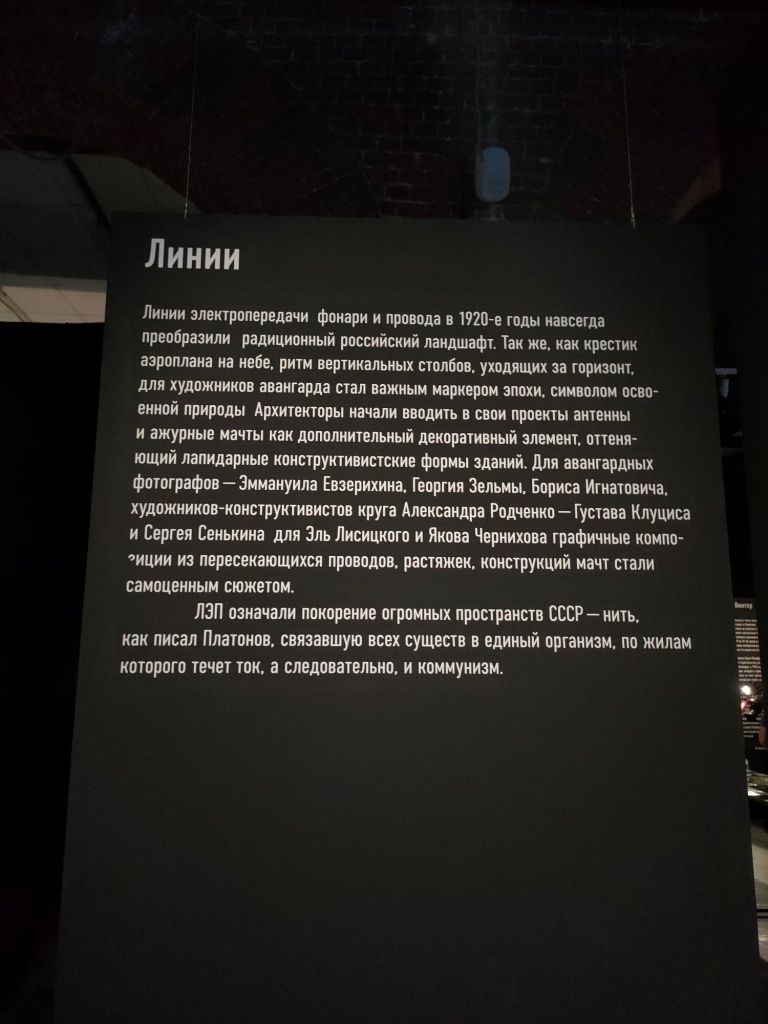 Линии
Линии электропередачи фонари и провода в 1920-е годы навсегда
преобразили радиционный российский ландшафт. Так же, как крестик
аэроплана на небе, ритм вертикальных столбов, уходящих за горизонт,
для художников авангарда стал важным маркером эпохи, символом осво-
енной природы Архитекторы начали вводить в свои проекты антенны
и ажурные мачты как дополнительный декоративный элемент, оттеня-
ющий лапидарные конструктивистские формы зданий. Для авангардных
фотографов — Эммануила Евзерихина, Георгия Зельмы, Бориса Игнатовича,
художников-конструктивистов круга Александра Родченко — Густава Клуциса
и Сергея Сенькина для Эль Лисицкого и Якова Чернихова графичные компо-
зиции из пересекающихся проводов, растяжек, конструкций мачт стали
самоценным сюжетом.
ЛЭП означали покорение огромных пространств СССР — нить,
как писал Платонов, связавшую всех существ в единый организм, по жилам
которого течет ток, а следовательно, и коммунизм.